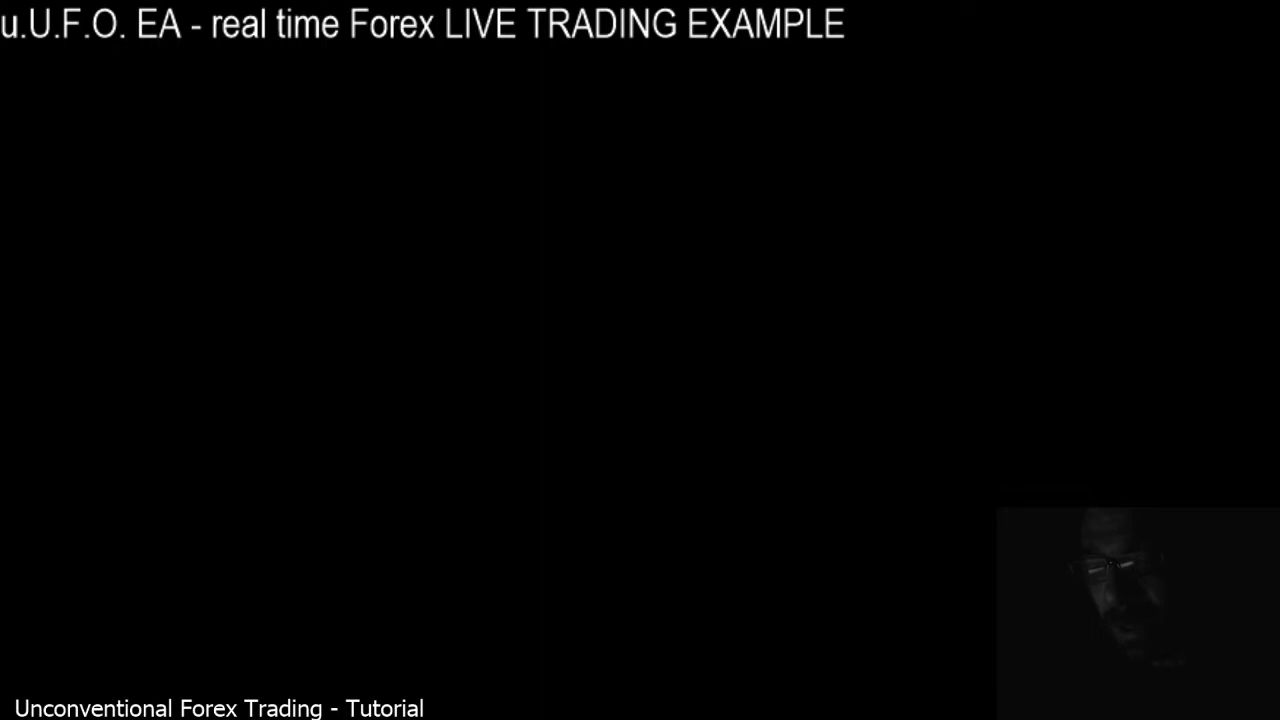 u.U.F.O. EA - real time Forex LIVE TRADING EXAMPLE
Unconventional Forex Trading - Tutorial